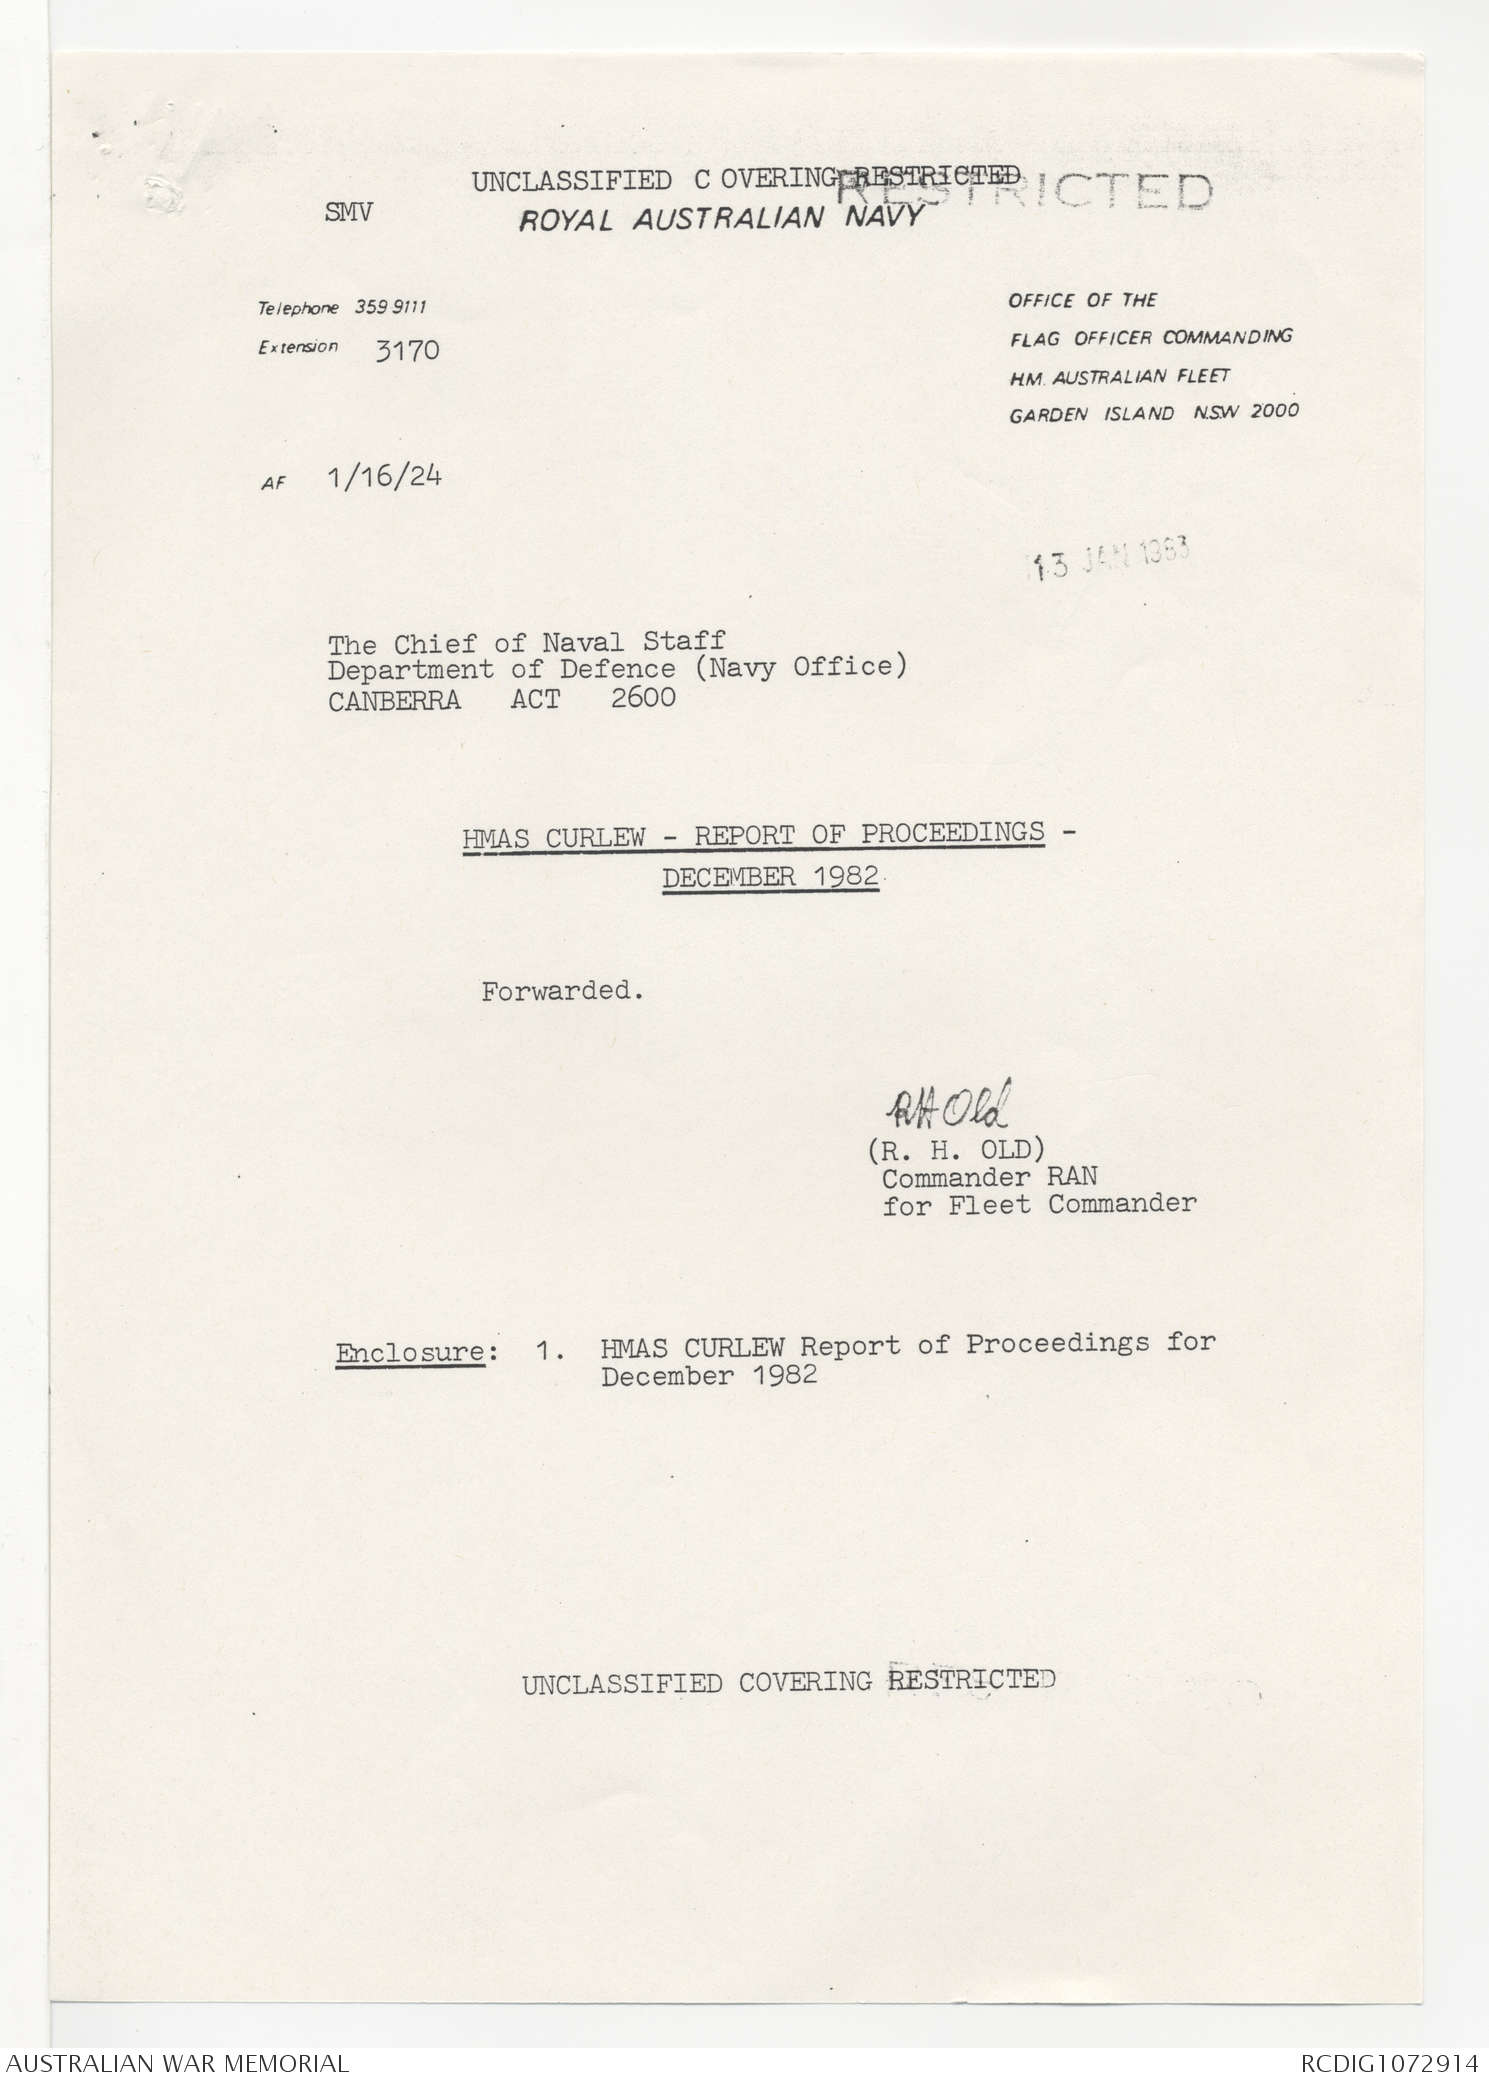 UNCLASSIFIED C OVERING RESTRICTED
RESTRICTED
SMV
ROYAL AUSTRALIAN NAVY
Telephone 359 9111
Extension 3170
OFFICE OF THE
FLAG OFFICER COMMANDING
H.M. AUSTRALIAN FLEET
GARDEN ISLAND N.S.W 2000
AF 1/16/24
13 JAN 1983
The Chief of Naval Staff
Department of Defence (Navy Office)
CANBERRA ACT 2600
HMAS CURLEW - REPORT OF PROCEEDINGS -
DECEMBER 1982
Forwarded.
RH Old
(R. H. OLD)
Commander RAN
for Fleet Commander
Enclosure: 1. HMAS CURLEW Report of Proceedings for
December 1982
UNCLASSIFIED COVERING RESTRICTED
AUSTRALIAN WAR MEMORIAL
RCDIG1072914